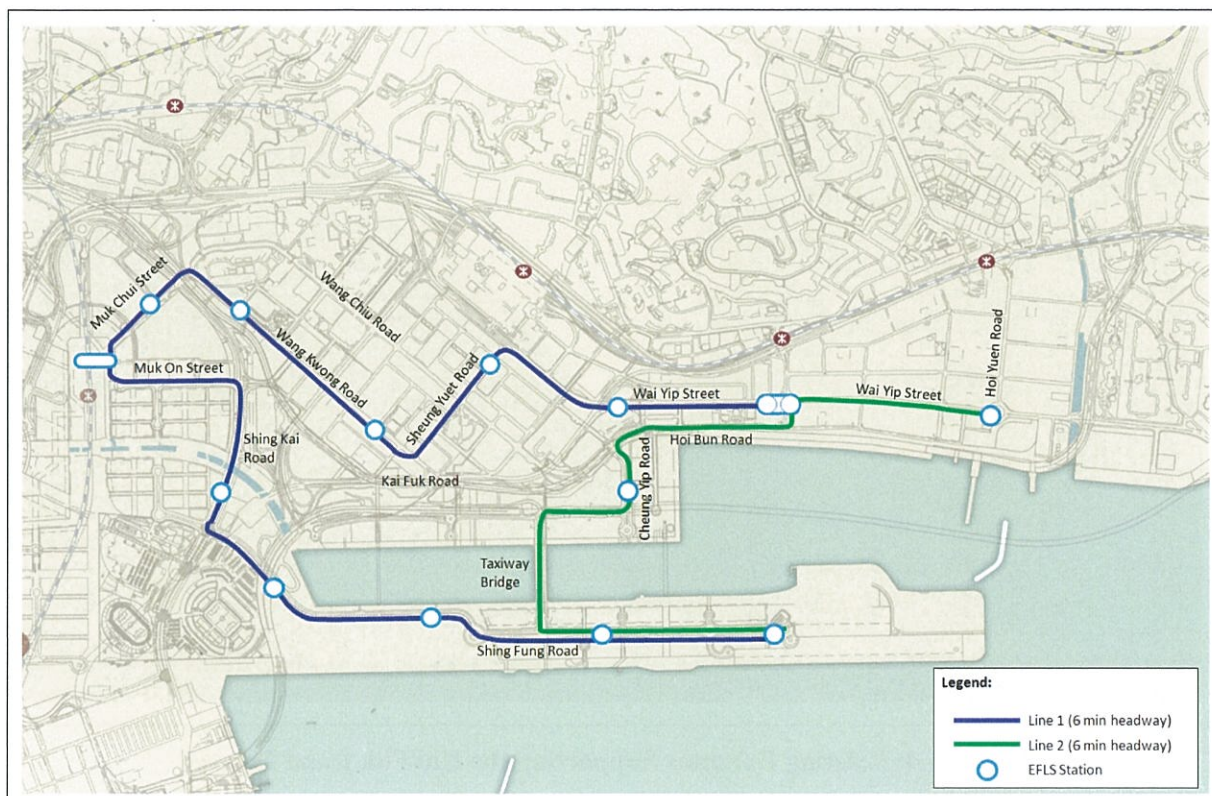 Muk Chui Street
Wang Chiu Road
Muk On Street
Wang Kwong Road
Sheung Yuet Road
Wai Yip Street
Wai Yip Street
Hoi Yuen Road
Shing Kai
Road
Hoi Bun Road
Kai Fuk Road
Cheung Yip Road
Taxiway
Bridge
Shing Fung Road
Legend:
Line 1 (6 min headway)
Line 2 (6 min headway)
EFLS Station